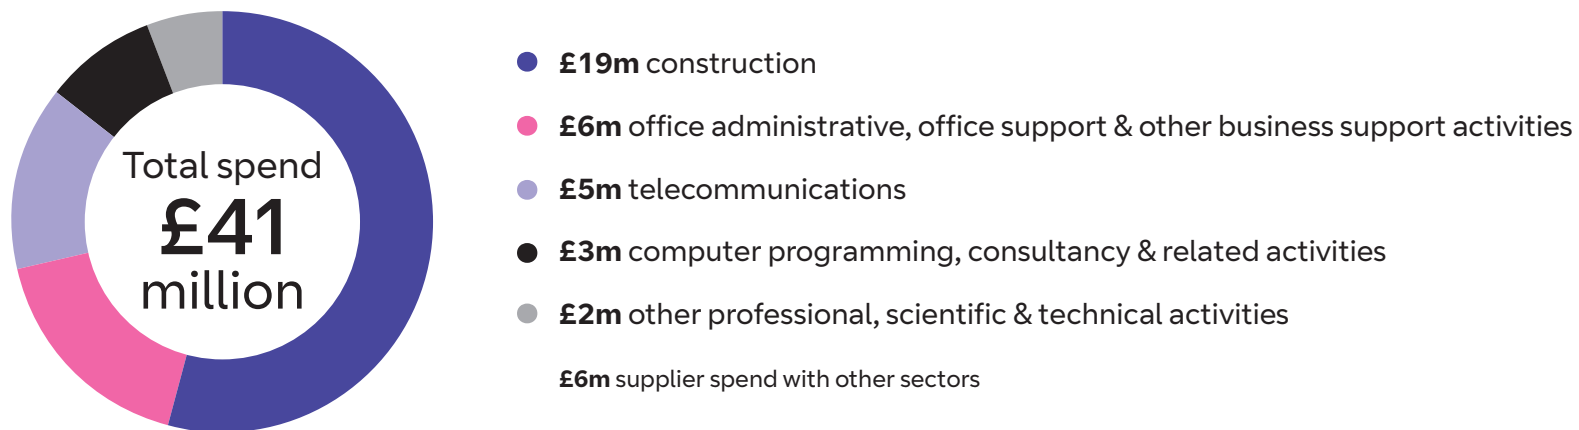 Total spend
£41
million
£19m construction
£6m office administrative, office support & other business support activities
£5m telecommunications
£3m computer programming, consultancy & related activities
£2m other professional, scientific & technical activities
£6m supplier spend with other sectors